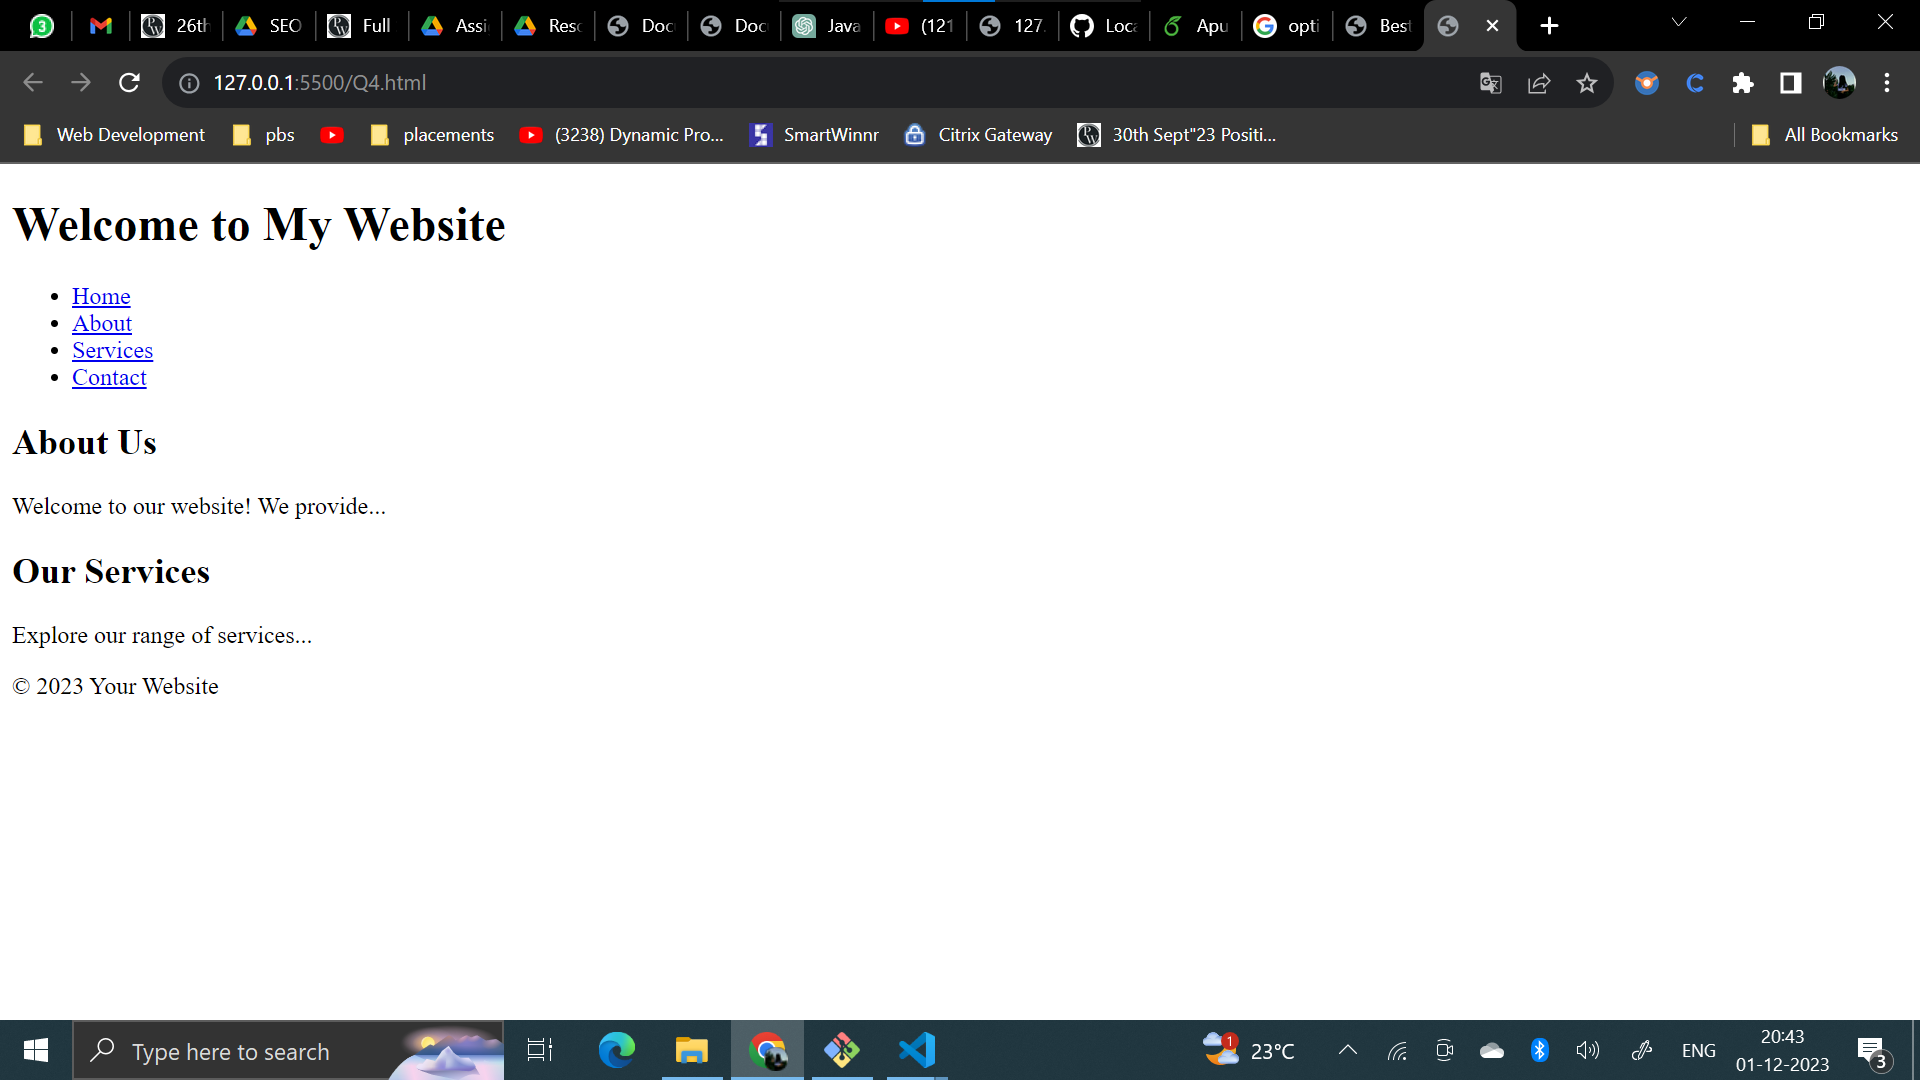 3
26th
SEO
Full
Assi
Reso
Doc
Doc
Java
(121
127.
Loca
Apu
opti
Best
127.0.0.1:5500/Q4.html
Web Development
pbs
placements
(3238) Dynamic Pro...
SmartWinnr
Citrix Gateway
30th Sept"23 Positi...
All Bookmarks
Welcome to My Website
• Home
• About
• Services
• Contact
About Us
Welcome to our website! We provide...
Our Services
Explore our range of services...
© 2023 Your Website
Type here to search
1
23°C
ENG
20:43
01-12-2023
3